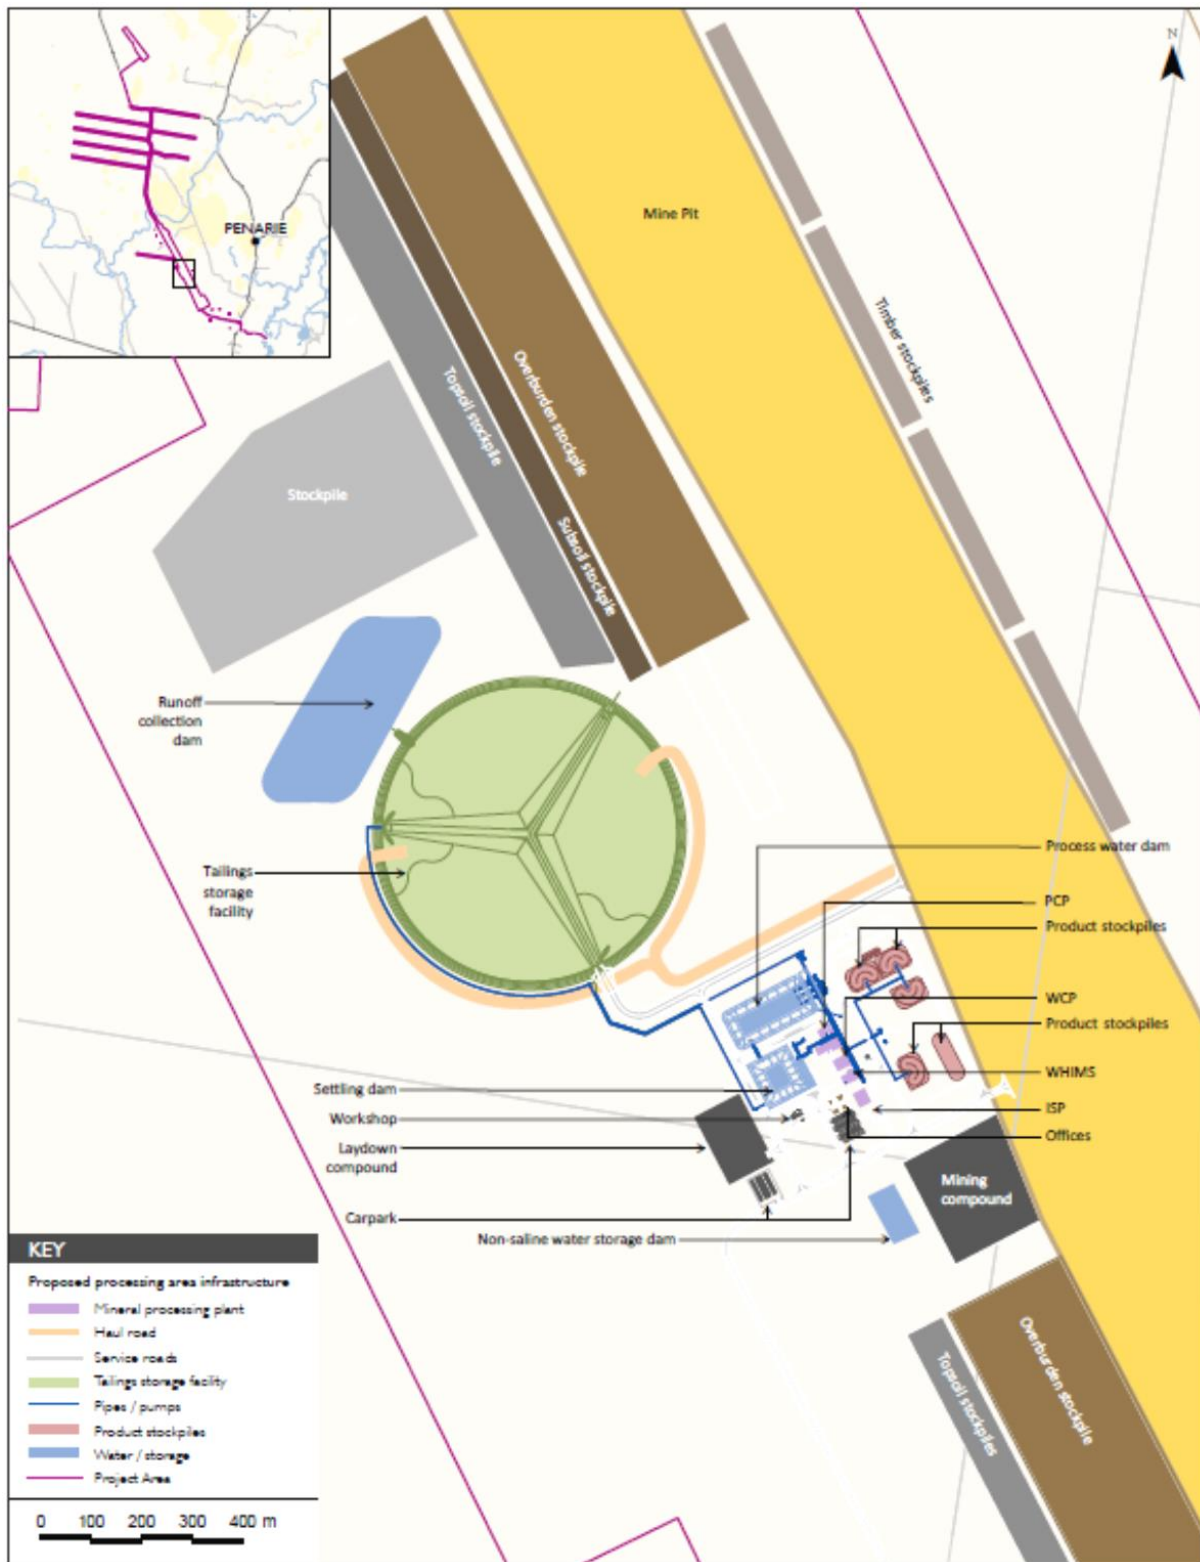 N
PENARIE
Mine Pit
Timber stockpiles
Overburden stockpile
Topsoil stockpile
Subsoil stockpile
Stockpile
Runoff
collection
dam
Tailings
storage
facility
Process water dam
PCP
Product stockpiles
WCP
Product stockpiles
WHIMS
ISP
Offices
Settling dam
Workshop
Laydown
compound
Carpark
Non-saline water storage dam
Mining
compound
Overburden stockpile
Topsoil stockpiles
KEY
Proposed processing area infrastructure
Mineral processing plant
Haul road
Service roads
Tailings storage facility
Pipes / pumps
Product stockpiles
Water / storage
Project Area
0 100 200 300 400 m